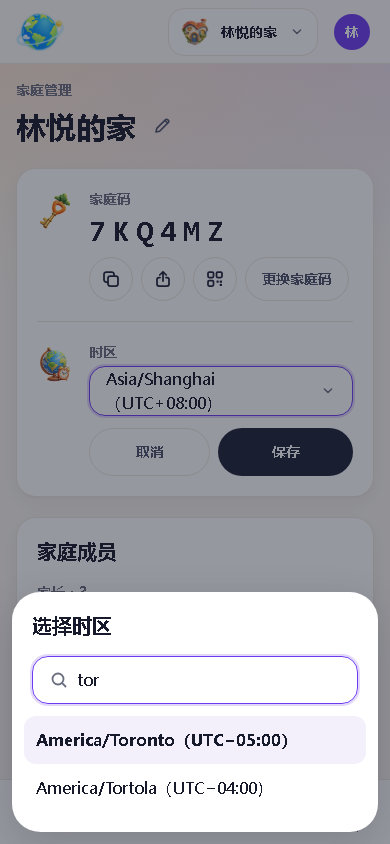 林悦的家
林
家庭管理
林悦的家
家庭码
7KQ4MZ
更换家庭码
时区
Asia/Shanghai
（UTC+08:00）
取消
保存
家庭成员
选择时区
tor
America/Toronto（UTC−05:00）
America/Tortola（UTC−04:00）